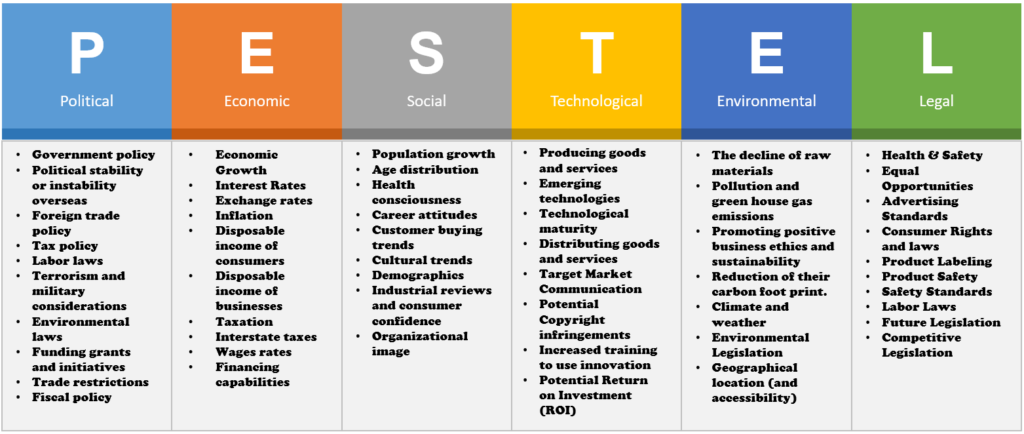 P
Political
• Government policy
• Political stability
or instability
overseas
• Foreign trade
policy
• Tax policy
• Labor laws
• Terrorism and
military
considerations
• Environmental
laws
• Funding grants
and initiatives
• Trade restrictions
• Fiscal policy
E
Economic
• Economic
Growth
• Interest Rates
• Exchange rates
• Inflation
• Disposable
income of
consumers
• Disposable
income of
businesses
• Taxation
• Interstate taxes
• Wages rates
• Financing
capabilities
S
Social
• Population growth
• Age distribution
• Health
consciousness
• Career attitudes
• Customer buying
trends
• Cultural trends
• Demographics
• Industrial reviews
and consumer
confidence
• Organizational
image
T
Technological
• Producing goods
and services
• Emerging
technologies
• Technological
maturity
• Distributing goods
and services
• Target Market
Communication
• Potential
Copyright
infringements
• Increased training
to use innovation
• Potential Return
on Investment
(ROI)
E
Environmental
• The decline of raw
materials
• Pollution and
green house gas
emissions
• Promoting positive
business ethics and
sustainability
• Reduction of their
carbon foot print.
• Climate and
weather
• Environmental
Legislation
• Geographical
location (and
accessibility)
L
Legal
• Health & Safety
• Equal
Opportunities
• Advertising
Standards
• Consumer Rights
and laws
• Product Labeling
• Product Safety
• Safety Standards
• Labor Laws
• Future Legislation
• Competitive
Legislation